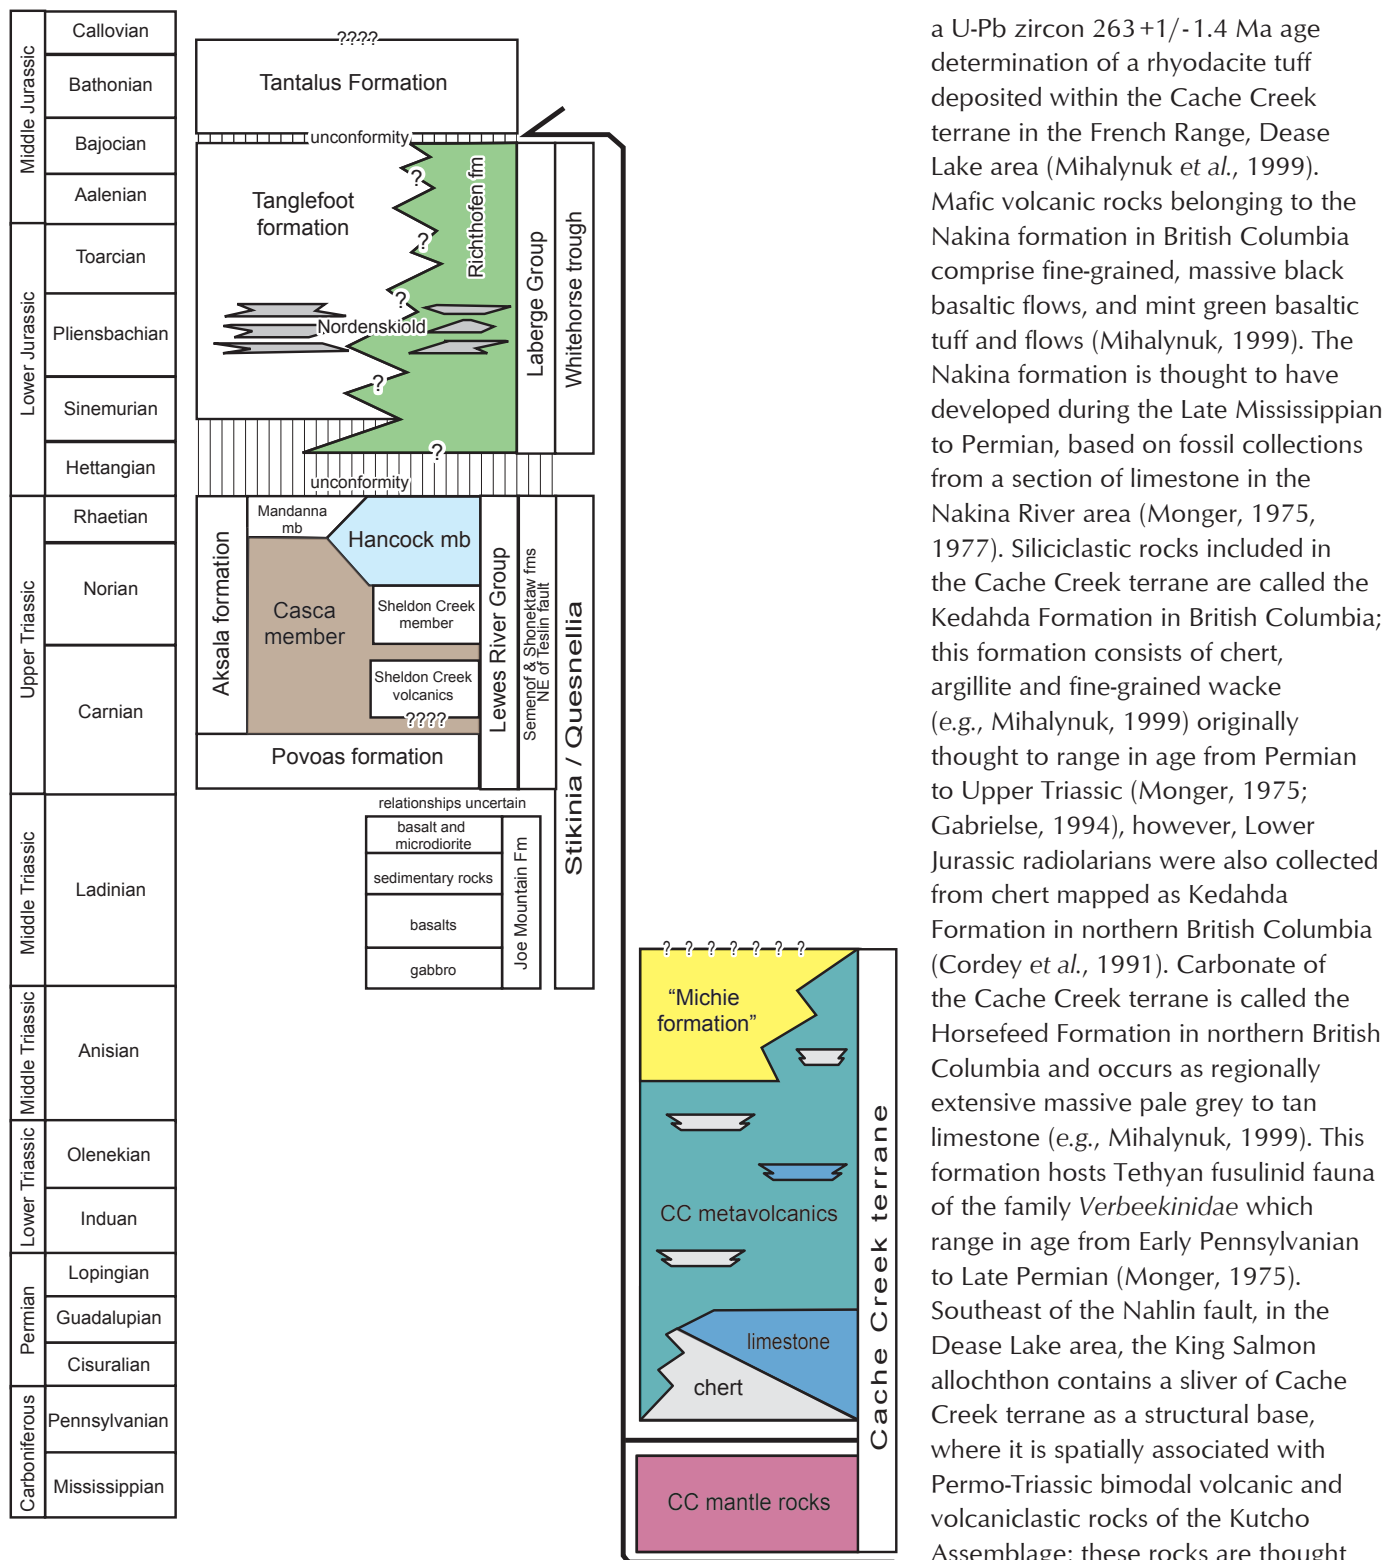 Middle Jurassic
Callovian
Bathonian
Bajocian
Aalenian
Lower Jurassic
Toarcian
Pliensbachian
Sinemurian
Hettangian
Upper Triassic
Rhaetian
Norian
Carnian
Middle Triassic
Ladinian
Middle Triassic
Anisian
Lower Triassic
Olenekian
Induan
Permian
Lopingian
Guadalupian
Cisuralian
Carboniferous
Pennsylvanian
Mississippian
????
Tantalus Formation
unconformity
Tanglefoot
formation
?
?
?
?
?
Richthofen fm
Nordenskiold
Laberge Group
Whitehorse trough
unconformity
Aksala formation
Mandanna
mb
Hancock mb
Casca
member
Sheldon Creek
member
Sheldon Creek
volcanics
????
Povoas formation
Lewes River Group
Semenof & Shonektaw fms
NE of Teslin fault
Stikinia / Quesnellia
relationships uncertain
basalt and
microdiorite
sedimentary rocks
basalts
gabbro
Joe Mountain Fm
? ? ? ? ? ? ?
“Michie
formation”
CC metavolcanics
limestone
chert
CC mantle rocks
Cache Creek terrane
a U-Pb zircon 263+1/-1.4 Ma age
determination of a rhyodacite tuff
deposited within the Cache Creek
terrane in the French Range, Dease
Lake area (Mihalynuk et al., 1999).
Mafic volcanic rocks belonging to the
Nakina formation in British Columbia
comprise fine-grained, massive black
basaltic flows, and mint green basaltic
tuff and flows (Mihalynuk, 1999). The
Nakina formation is thought to have
developed during the Late Mississippian
to Permian, based on fossil collections
from a section of limestone in the
Nakina River area (Monger, 1975,
1977). Siliciclastic rocks included in
the Cache Creek terrane are called the
Kedahda Formation in British Columbia;
this formation consists of chert,
argillite and fine-grained wacke
(e.g., Mihalynuk, 1999) originally
thought to range in age from Permian
to Upper Triassic (Monger, 1975;
Gabrielse, 1994), however, Lower
Jurassic radiolarians were also collected
from chert mapped as Kedahda
Formation in northern British Columbia
(Cordey et al., 1991). Carbonate of
the Cache Creek terrane is called the
Horsefeed Formation in northern British
Columbia and occurs as regionally
extensive massive pale grey to tan
limestone (e.g., Mihalynuk, 1999). This
formation hosts Tethyan fusulinid fauna
of the family Verbeekinidae which
range in age from Early Pennsylvanian
to Late Permian (Monger, 1975).
Southeast of the Nahlin fault, in the
Dease Lake area, the King Salmon
allochthon contains a sliver of Cache
Creek terrane as a structural base,
where it is spatially associated with
Permo-Triassic bimodal volcanic and
volcaniclastic rocks of the Kutcho
Assemblage; these rocks are thought